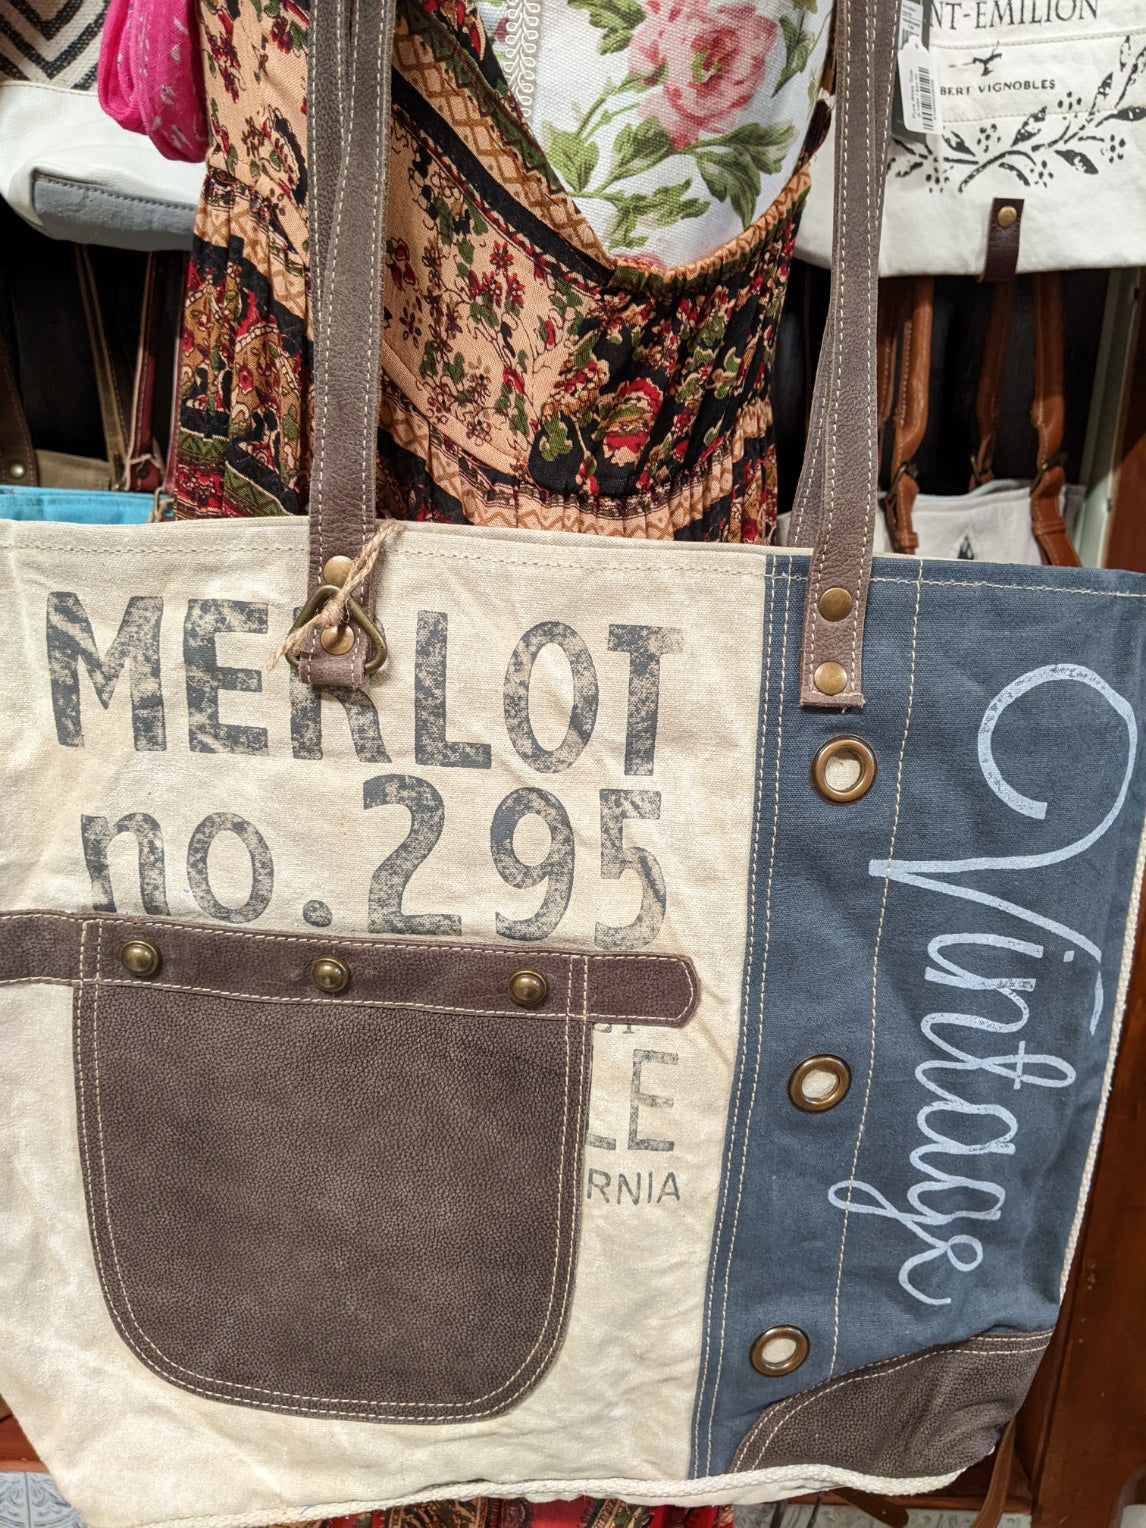 NT-EMILION
BERT VIGNOBLES
MERLOT
no. 295
LE
RNIA
Vintage